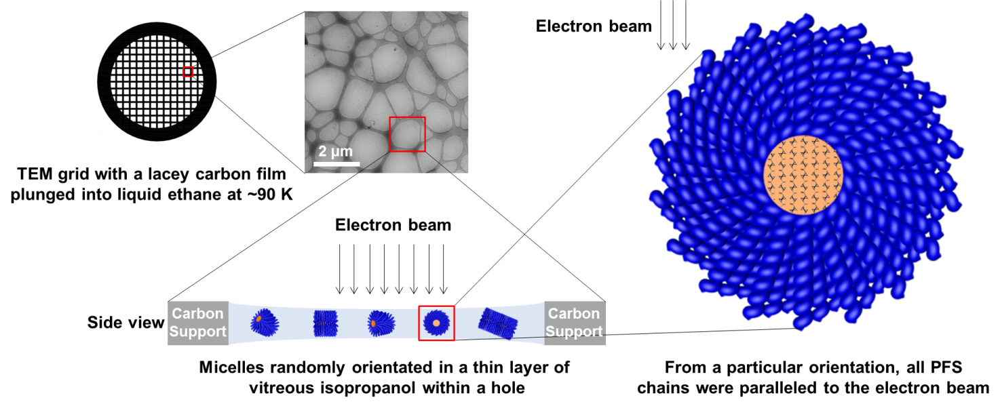 Electron beam
2 μm
TEM grid with a lacey carbon film
plunged into liquid ethane at ~90 K
Electron beam
Side view
Carbon
Support
Carbon
Support
Micelles randomly orientated in a thin layer of
vitreous isopropanol within a hole
From a particular orientation, all PFS
chains were paralleled to the electron beam